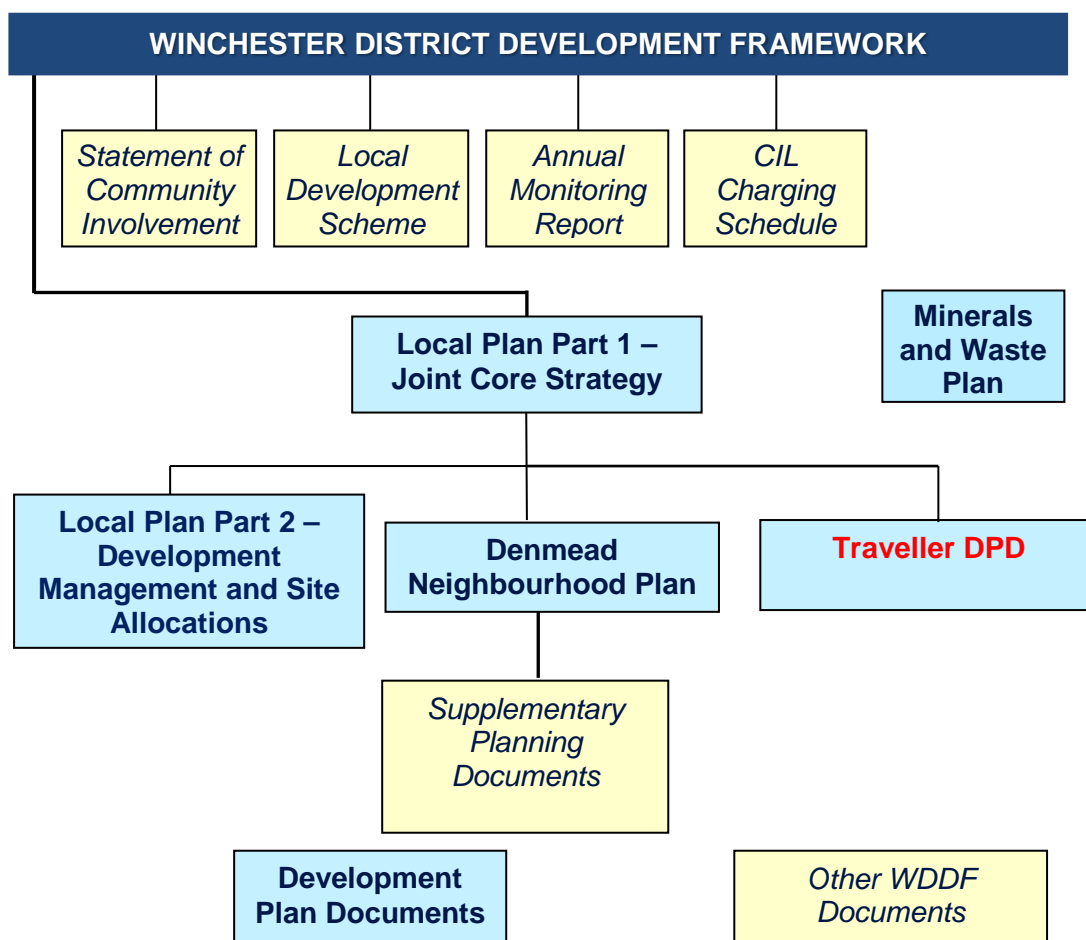 WINCHESTER DISTRICT DEVELOPMENT FRAMEWORK
Statement of
Community
Involvement
Local
Development
Scheme
Annual
Monitoring
Report
CIL
Charging
Schedule
Local Plan Part 1 –
Joint Core Strategy
Minerals
and Waste
Plan
Local Plan Part 2 –
Development
Management and Site
Allocations
Denmead
Neighbourhood Plan
Traveller DPD
Supplementary
Planning
Documents
Development
Plan Documents
Other WDDF
Documents